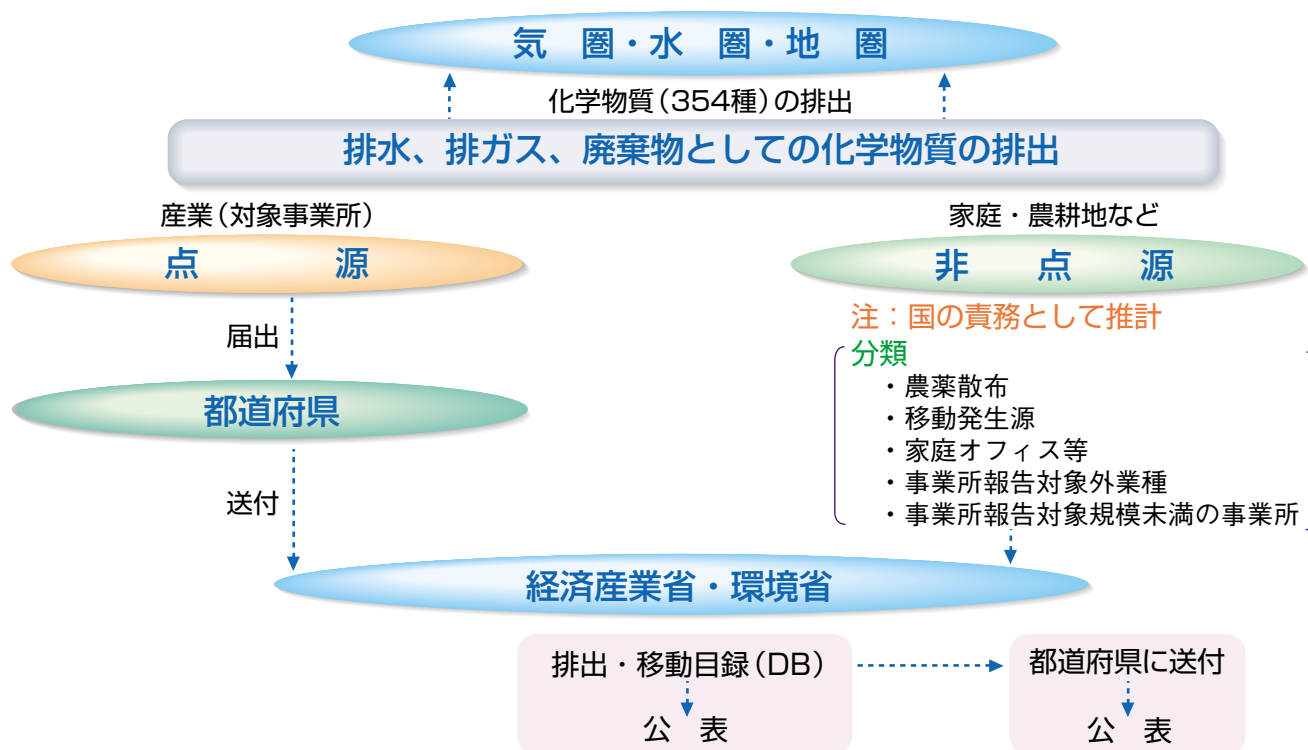 気　圏・水　圏・地　圏
化学物質（354種）の排出
排水、排ガス、廃棄物としての化学物質の排出
産業（対象事業所）
家庭・農耕地など
点　源
非　点　源
注：国の責務として推計
届出
分類
・農薬散布
都道府県
・移動発生源
・家庭オフィス等
・事業所報告対象外業種
送付
・事業所報告対象規模未満の事業所
経済産業省・環境省
排出・移動目録（DB）
都道府県に送付
公　表
公　表